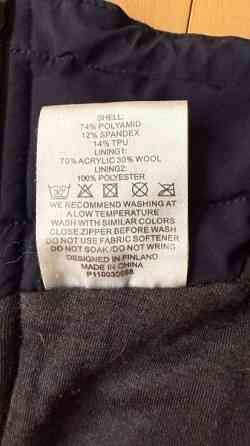 SHELL:
74% POLYAMID
12% SPANDEX
14% TPU
LINING1:
70% ACRYLIC 30% WOOL
LINING2:
100% POLYESTER
WE RECOMMEND WASHING AT
A LOW TEMPERATURE
WASH WITH SIMILAR COLORS
CLOSE ZIPPER BEFORE WASH
DO NOT USE FABRIC SOFTENER
DO NOT SOAK/DO NOT WRING
DESIGNED IN FINLAND
MADE IN CHINA